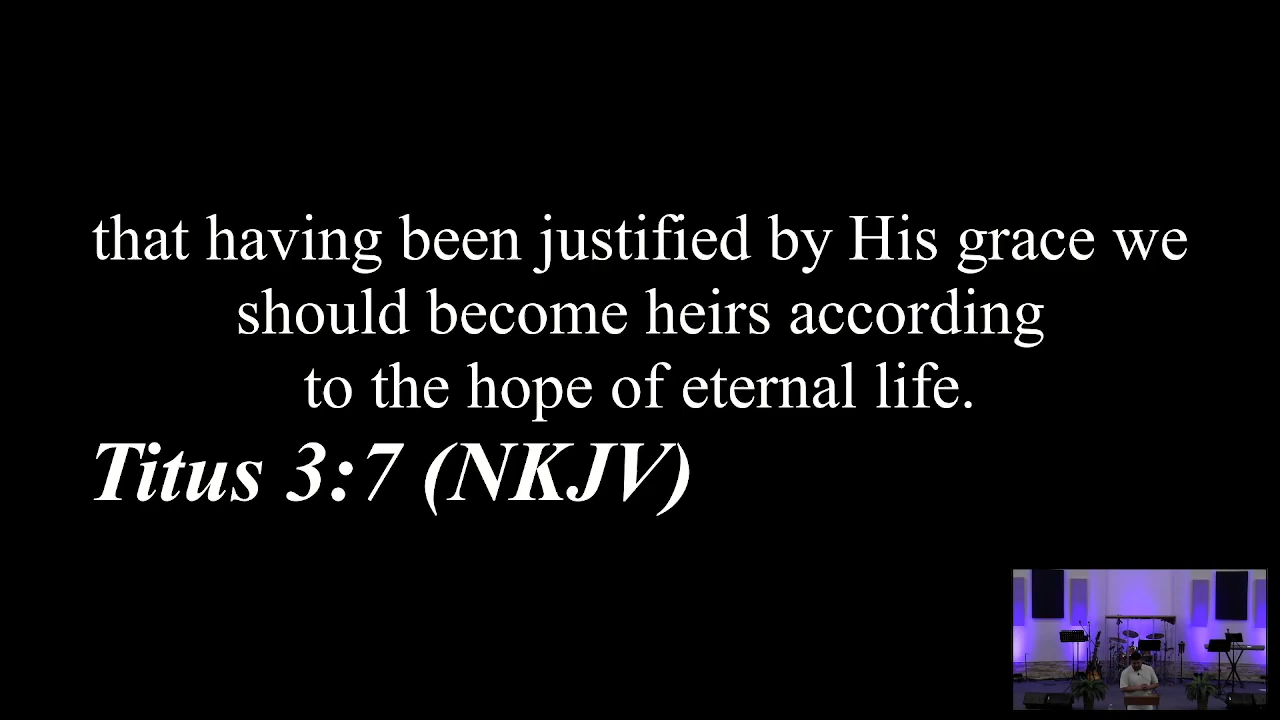 that having been justified by His grace we
should become heirs according
to the hope of eternal life.
Titus 3:7 (NKJV)